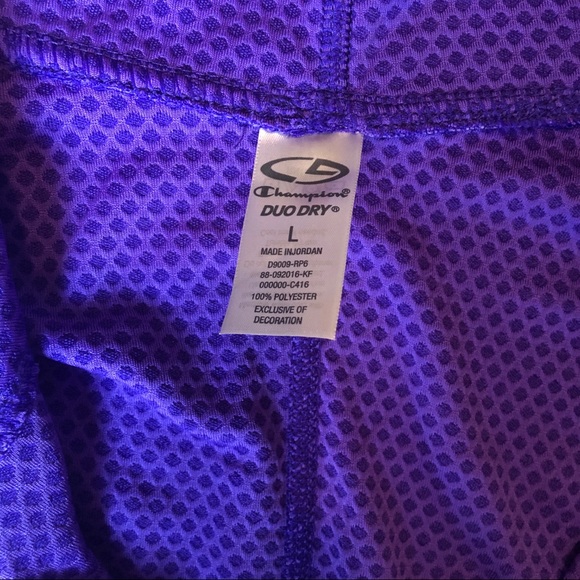 C9
Champion®
DUO DRY®
L
MADE INJORDAN
D9009-RP6
88-092016-KF
000000-C416
100% POLYESTER
EXCLUSIVE OF
DECORATION